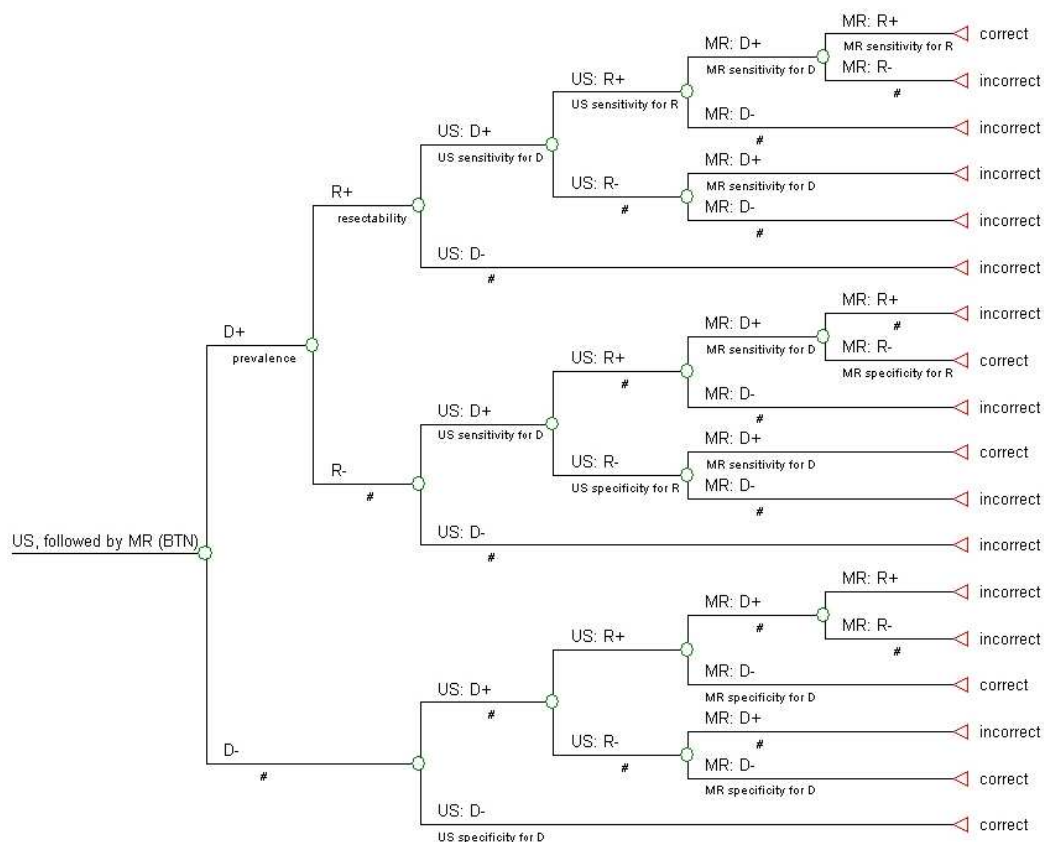 MR: R+
correct
MR: D+
MR sensitivity for R
US: R+
MR sensitivity for D
MR: R-
incorrect
#
US sensitivity for R
MR: D-
US: D+
incorrect
#
US sensitivity for D
MR: D+
incorrect
R+
US: R-
MR sensitivity for D
#
MR: D-
incorrect
resectability
#
US: D-
incorrect
#
MR: R+
incorrect
D+
MR: D+
#
prevalence
US: R+
MR sensitivity for D
MR: R-
correct
#
MR specificity for R
MR: D-
US: D+
incorrect
#
US sensitivity for D
MR: D+
correct
R-
US: R-
MR sensitivity for D
#
US specificity for R
MR: D-
incorrect
#
US, followed by MR (BTN)
US: D-
incorrect
#
MR: R+
incorrect
MR: D+
US: R+
#
MR: R-
incorrect
#
#
MR: D-
US: D+
correct
MR specificity for D
#
MR: D+
incorrect
D-
US: R-
#
#
#
MR: D-
correct
MR specificity for D
US: D-
correct
US specificity for D